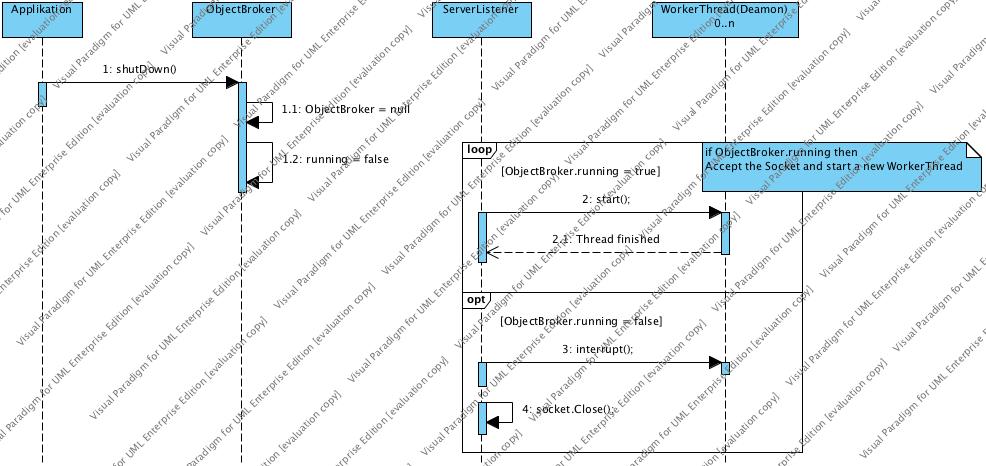 Applikation
ObjectBroker
ServerListener
WorkerThread(Deamon)
0..n
1: shutDown()
1.1: ObjectBroker = null
1.2: running = false
loop
[ObjectBroker.running = true]
if ObjectBroker.running then
Accept the Socket and start a new WorkerThread
2: start();
2.1: Thread finished
opt
[ObjectBroker.running = false]
3: interrupt();
4: socket.Close();
Visual Paradigm for UML Enterprise Edition [evaluation copy]